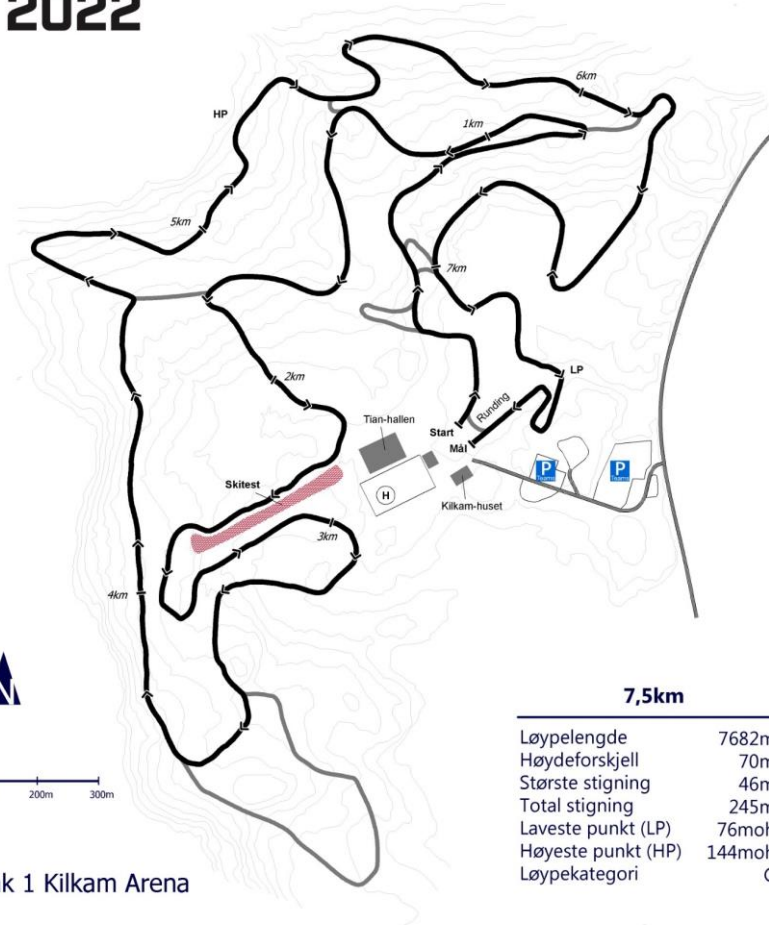 2022
6km
HP
1km
5km
7km
2km
LP
Runding
Tian-hallen
Start
Mål
P
Teams
P
Teams
Skitest
H
Kilkam-huset
3km
4km
N
7,5km
Løypelengde 7682m
Høydeforskjell 70m
Største stigning 46m
Total stigning 245m
Laveste punkt (LP) 76moh
Høyeste punkt (HP) 144moh
Løypekategori
200m 300m
1 Kilkam Arena